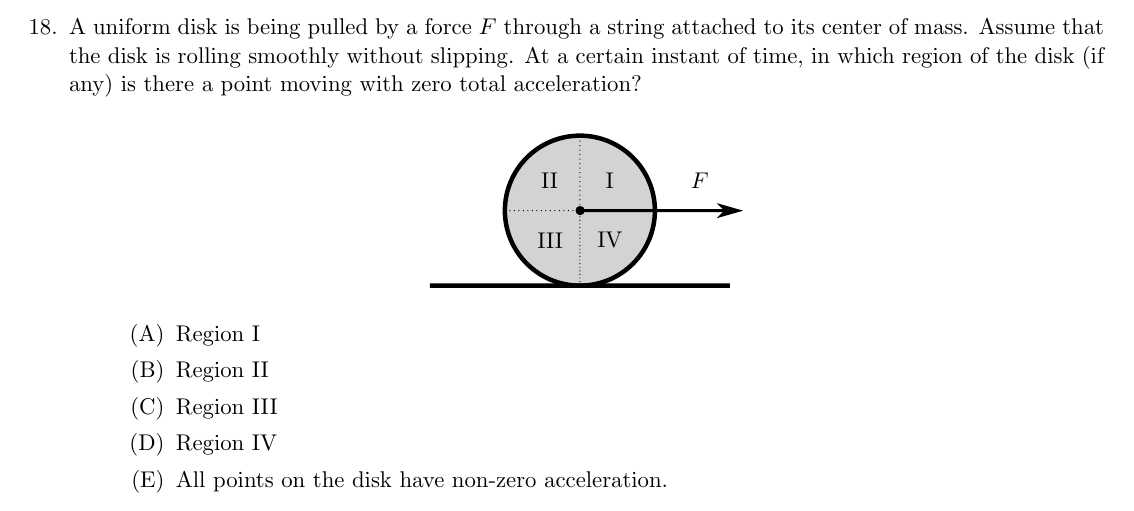 18. A uniform disk is being pulled by a force F through a string attached to its center of mass. Assume that
the disk is rolling smoothly without slipping. At a certain instant of time, in which region of the disk (if
any) is there a point moving with zero total acceleration?
II I F
III IV
(A) Region I
(B) Region II
(C) Region III
(D) Region IV
(E) All points on the disk have non-zero acceleration.